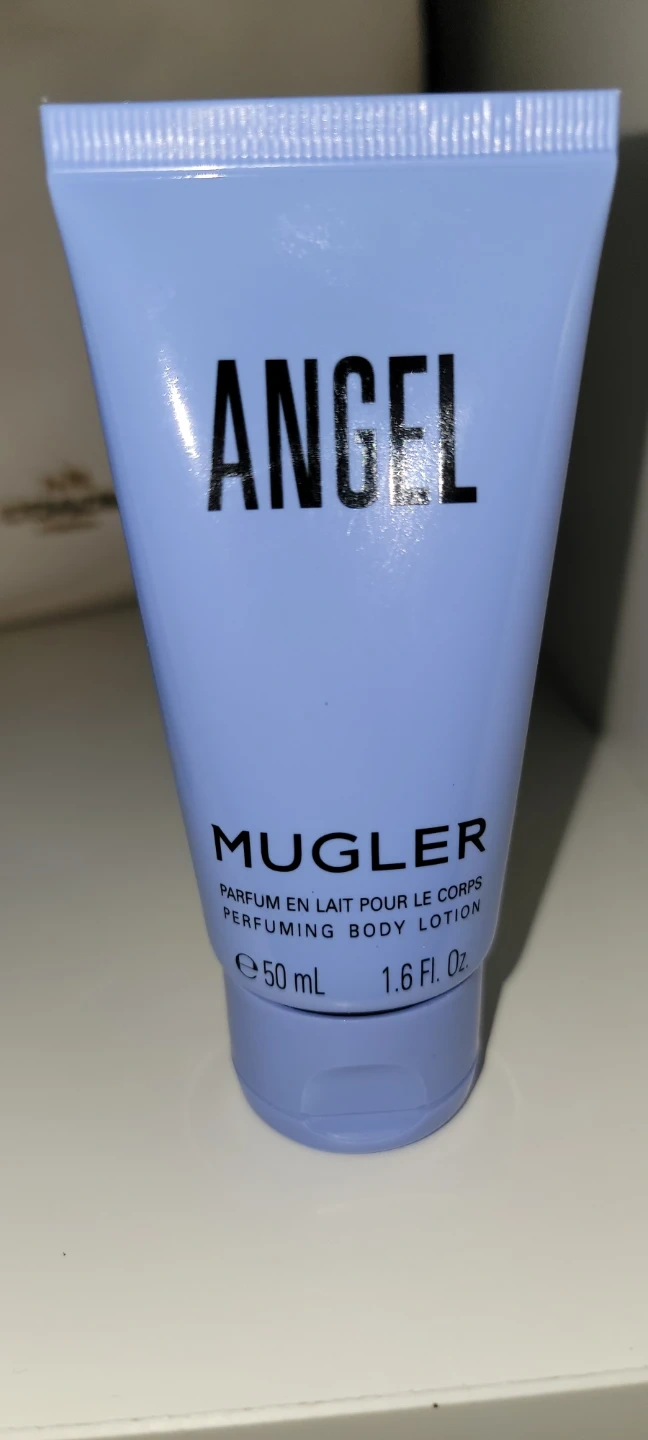 ANGEL
MUGLER
PARFUM EN LAIT POUR LE CORPS
PERFUMING BODY LOTION
℮ 50 mL 1.6 Fl. Oz.